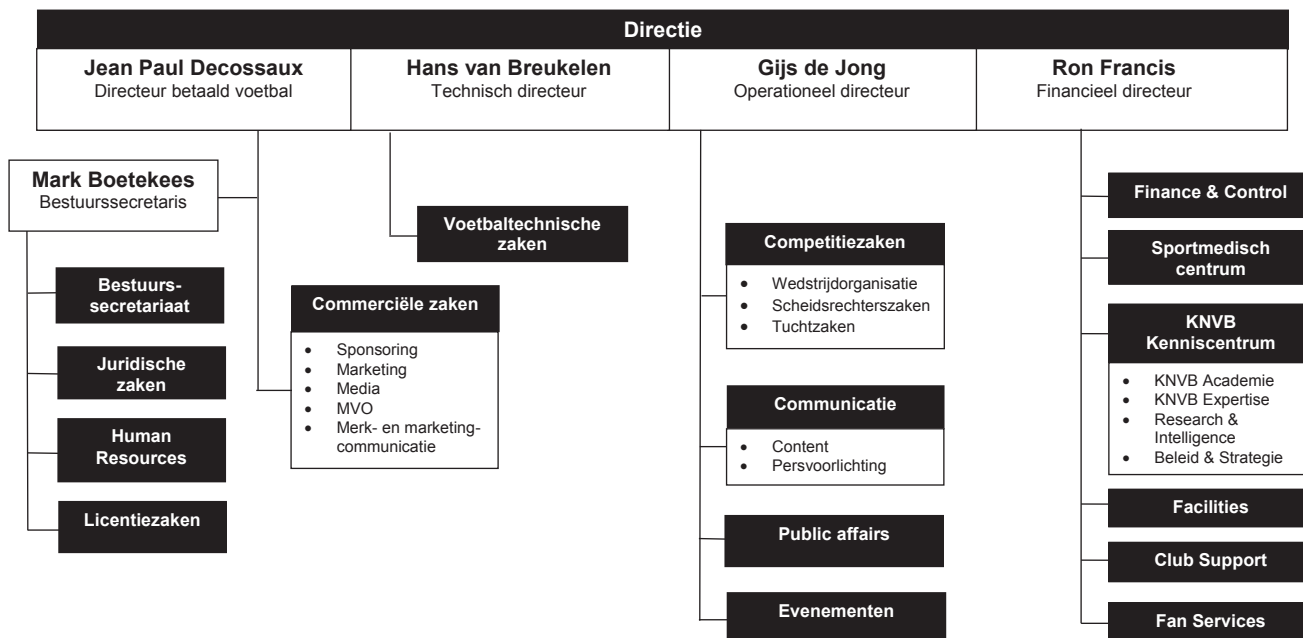 Directie
Jean Paul Decossaux
Directeur betaald voetbal
Hans van Breukelen
Technisch directeur
Gijs de Jong
Operationeel directeur
Ron Francis
Financieel directeur
Mark Boetekees
Bestuurssecretaris
Bestuurs-
secretariaat
Juridische
zaken
Human
Resources
Licentiezaken
Commerciële zaken
• Sponsoring
• Marketing
• Media
• MVO
• Merk- en marketing-
communicatie
Voetbaltechnische
zaken
Competitiezaken
• Wedstrijdorganisatie
• Scheidsrechterszaken
• Tuchtzaken
Communicatie
• Content
• Persvoorlichting
Public affairs
Evenementen
Finance & Control
Sportmedisch
centrum
KNVB
Kenniscentrum
• KNVB Academie
• KNVB Expertise
• Research &
Intelligence
• Beleid & Strategie
Facilities
Club Support
Fan Services